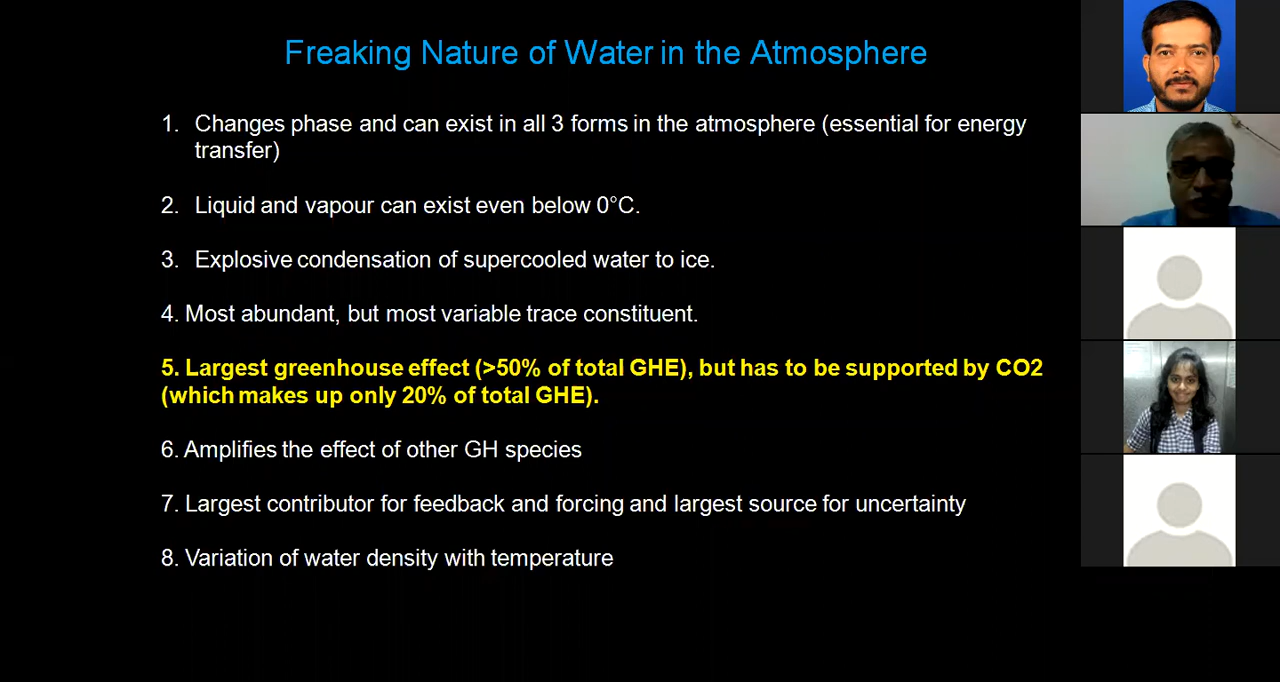 Freaking Nature of Water in the Atmosphere
1. Changes phase and can exist in all 3 forms in the atmosphere (essential for energy
transfer)
2. Liquid and vapour can exist even below 0°C.
3. Explosive condensation of supercooled water to ice.
4. Most abundant, but most variable trace constituent.
5. Largest greenhouse effect (>50% of total GHE), but has to be supported by CO2
(which makes up only 20% of total GHE).
6. Amplifies the effect of other GH species
7. Largest contributor for feedback and forcing and largest source for uncertainty
8. Variation of water density with temperature